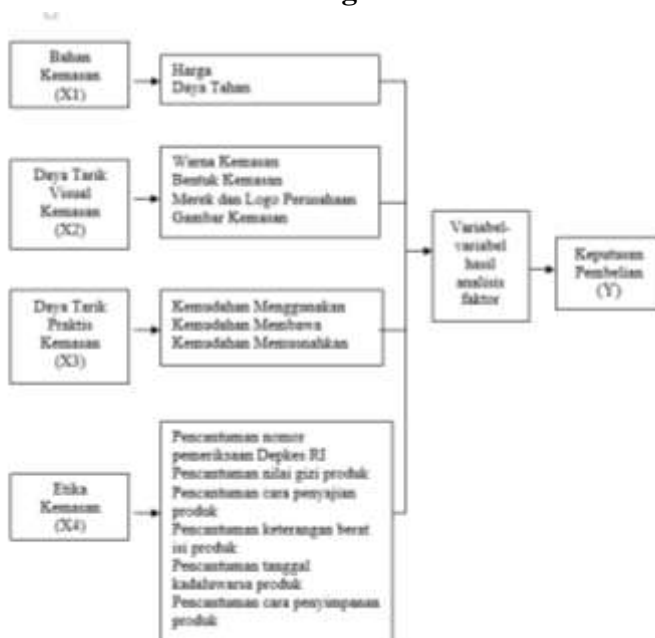 Bahan
Kemasan
(X1)
Harga
Daya Tahan
Daya Tarik
Visual
Kemasan
(X2)
Warna Kemasan
Bentuk Kemasan
Merek dan Logo Perusahaan
Gambar Kemasan
Daya Tarik
Praktis
Kemasan
(X3)
Kemudahan Menggunakan
Kemudahan Membawa
Kemudahan Memusnahkan
Etika
Kemasan
(X4)
Pencantuman nomor
pemeriksaan Depkes RI
Pencantuman nilai gizi produk
Pencantuman cara penyajian
produk
Pencantuman keterangan berat
isi produk
Pencantuman tanggal
kadaluwarsa produk
Pencantuman cara penyimpanan
produk
Variabel-
variabel
hasil
analisis
faktor
Keputusan
Pembelian
(Y)